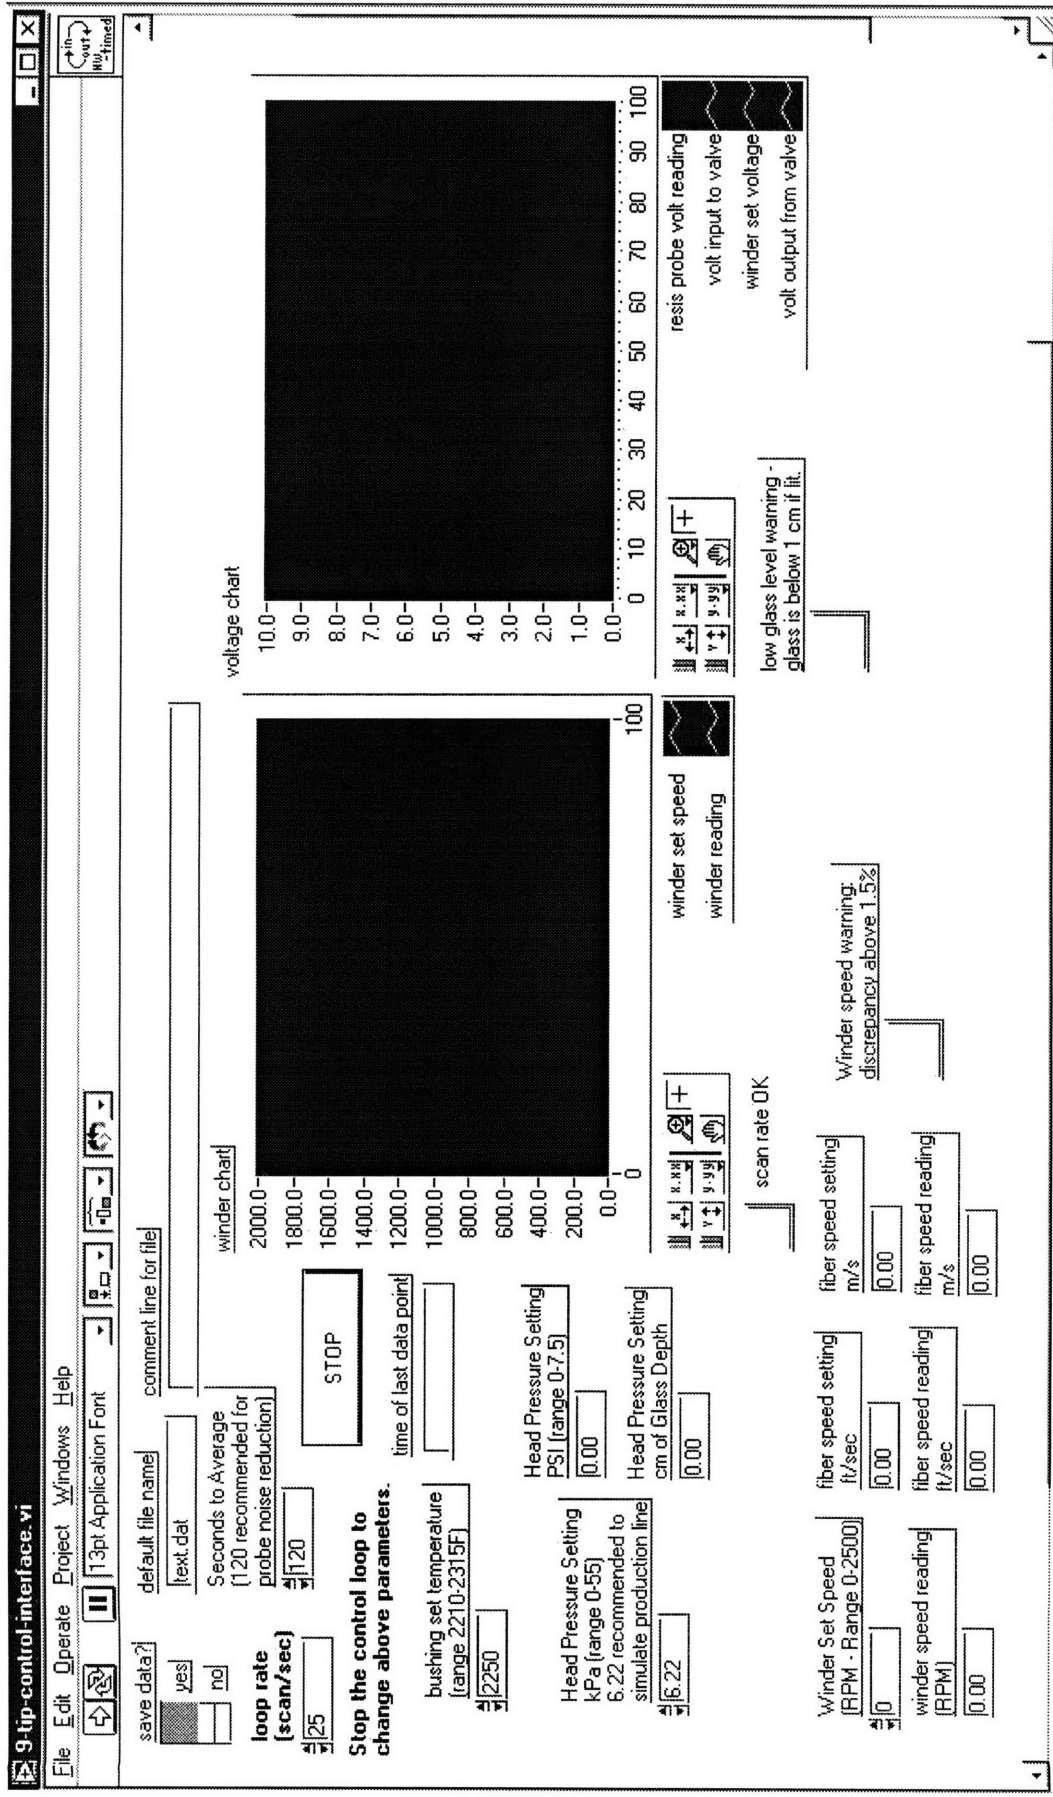 9-tip-control-interface.vi
File Edit Operate Project Windows Help
13pt Application Font
in
out
NW
-timed
save data?
yes
no
default file name
text.dat
comment line for file
loop rate
(scan/sec)
25
Seconds to Average
(120 recommended for
probe noise reduction)
120
Stop the control loop to
change above parameters.
STOP
time of last data point
bushing set temperature
(range 2210-2315F)
2250
Head Pressure Setting
kPa (range 0-55)
6.22 recommended to
simulate production line
6.22
Head Pressure Setting
PSI (range 0-7.5)
0.00
Head Pressure Setting
cm of Glass Depth
0.00
winder chart
2000.0
1800.0
1600.0
1400.0
1200.0
1000.0
800.0
600.0
400.0
200.0
0.0
0 100
x x.xx
Y y.yy
winder set speed
winder reading
scan rate OK
voltage chart
10.0
9.0
8.0
7.0
6.0
5.0
4.0
3.0
2.0
1.0
0.0
0 10 20 30 40 50 60 70 80 90 100
x x.xx
Y y.yy
resis probe volt reading
volt input to valve
winder set voltage
volt output from valve
low glass level warning -
glass is below 1 cm if lit.
Winder Set Speed
(RPM - Range 0-2500)
0
fiber speed setting
ft/sec
0.00
fiber speed setting
m/s
0.00
Winder speed warning:
discrepancy above 1.5%
winder speed reading
(RPM)
0.00
fiber speed reading
ft/sec
0.00
fiber speed reading
m/s
0.00